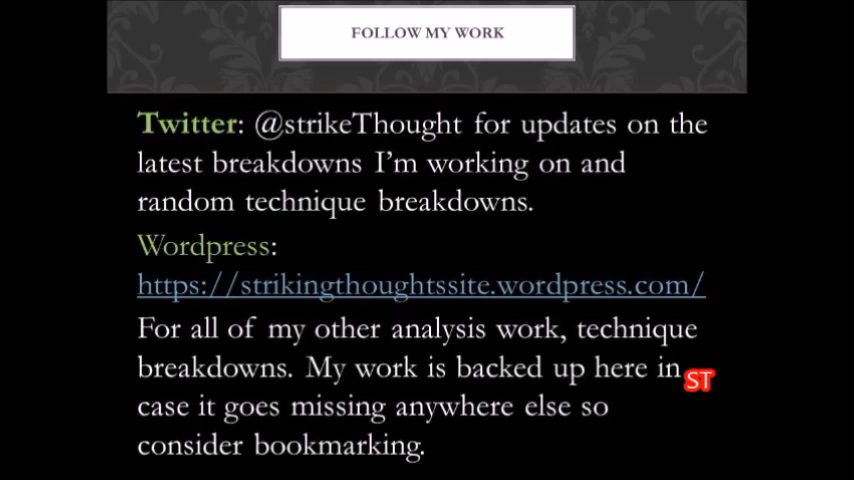 FOLLOW MY WORK
Twitter: @strikeThought for updates on the
latest breakdowns I'm working on and
random technique breakdowns.
Wordpress:
https://strikingthoughtssite.wordpress.com/
For all of my other analysis work, technique
breakdowns. My work is backed up here in
ST
case it goes missing anywhere else so
consider bookmarking.